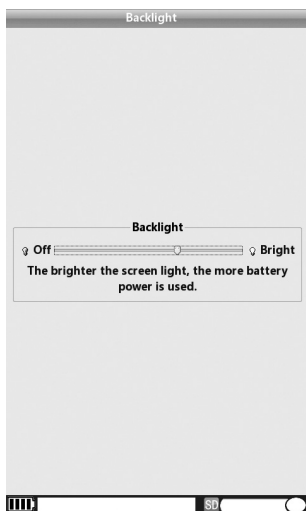 Backlight
Backlight
Off Bright
The brighter the screen light, the more battery
power is used.
SD